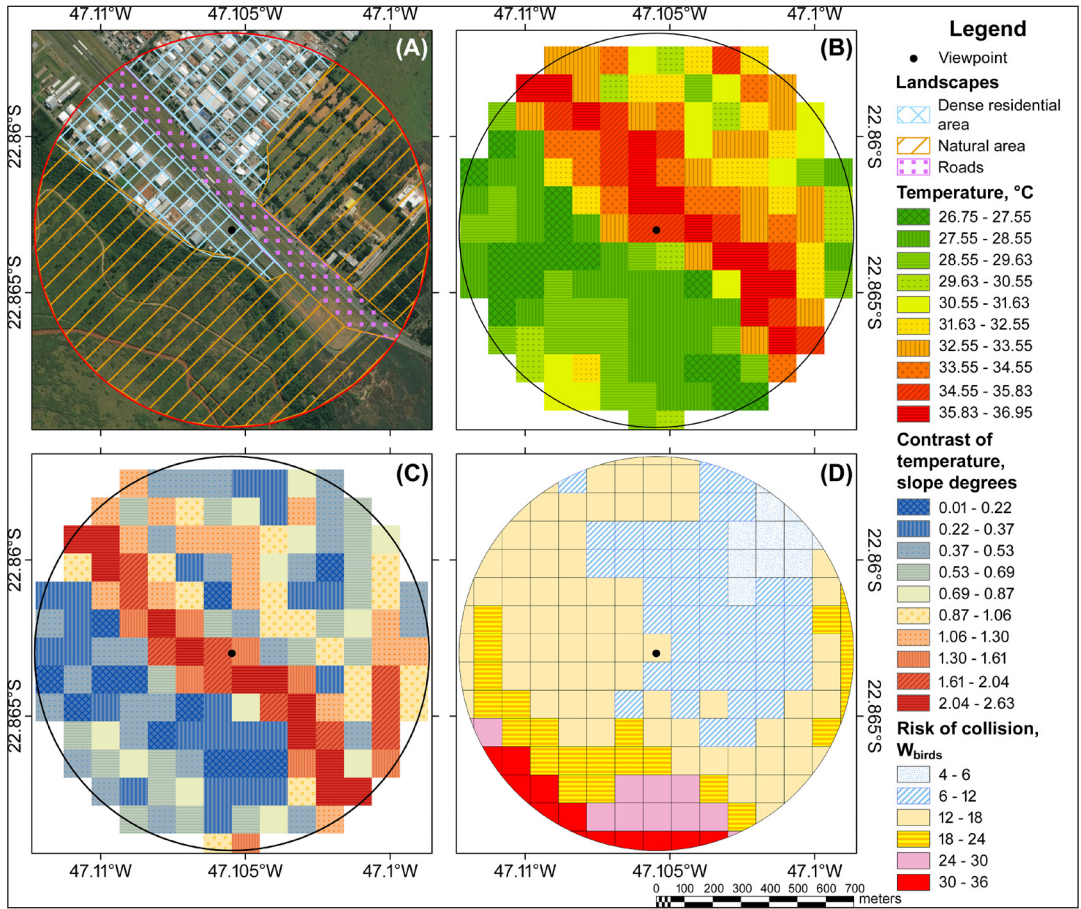 47.11°W
47.105°W
47.1°W
47.11°W
47.105°W
47.1°W
(A)
(B)
22.86°S
22.865°S
22.86°S
22.865°S
(C)
(D)
22.86°S
22.865°S
22.86°S
22.865°S
47.11°W
47.105°W
47.1°W
47.11°W
47.105°W
47.1°W
0 100 200 300 400 500 600 700
meters
Legend
Viewpoint
Landscapes
Dense residential
area
Natural area
Roads
Temperature, °C
26.75 - 27.55
27.55 - 28.55
28.55 - 29.63
29.63 - 30.55
30.55 - 31.63
31.63 - 32.55
32.55 - 33.55
33.55 - 34.55
34.55 - 35.83
35.83 - 36.95
Contrast of
temperature,
slope degrees
0.01 - 0.22
0.22 - 0.37
0.37 - 0.53
0.53 - 0.69
0.69 - 0.87
0.87 - 1.06
1.06 - 1.30
1.30 - 1.61
1.61 - 2.04
2.04 - 2.63
Risk of collision,
Wbirds
4 - 6
6 - 12
12 - 18
18 - 24
24 - 30
30 - 36